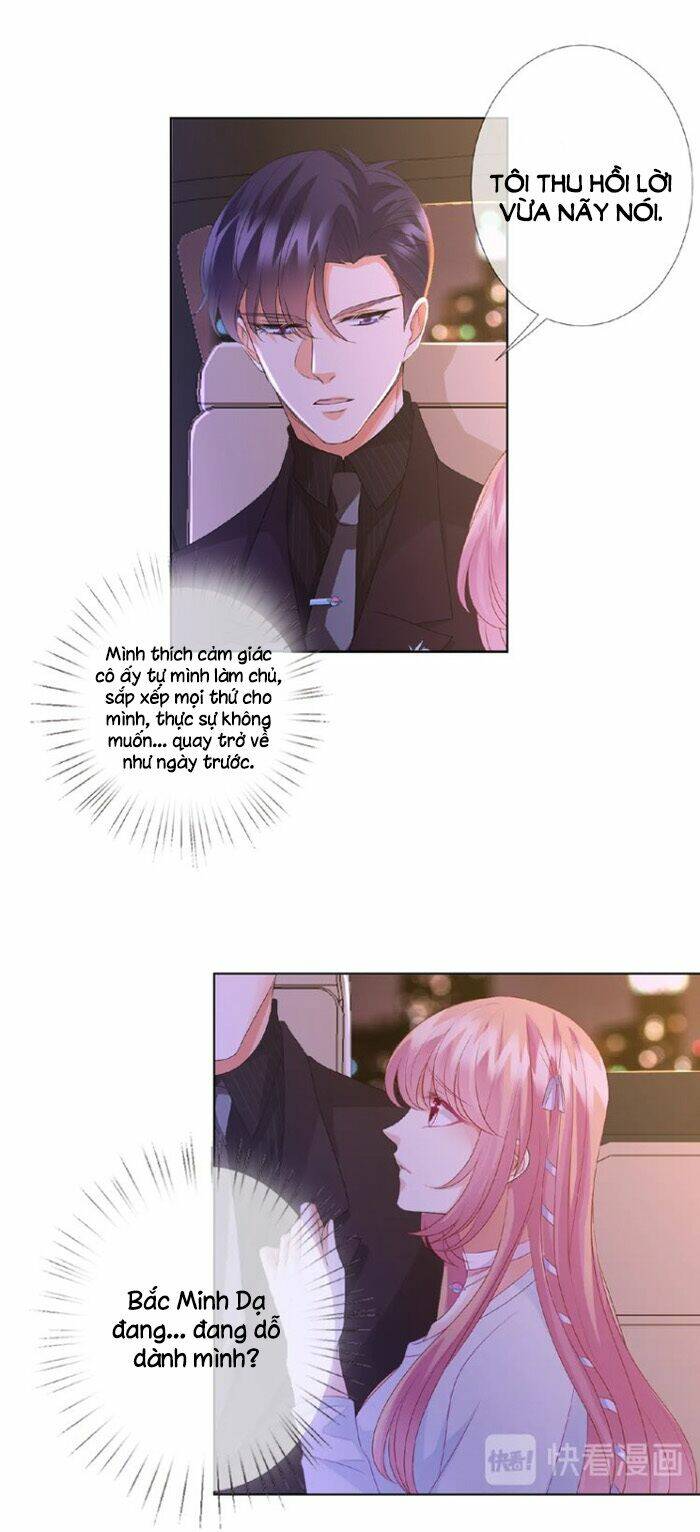 TÔI THU HỒI LỜI
VỪA NÃY NÓI.
Mình thích cảm giác
cô ấy tự mình làm chủ,
sắp xếp mọi thứ cho
mình, thực sự không
muốn... quay trở về
như ngày trước.
Bắc Minh Dạ
đang... đang dỗ
dành mình?
快看! 快看漫画